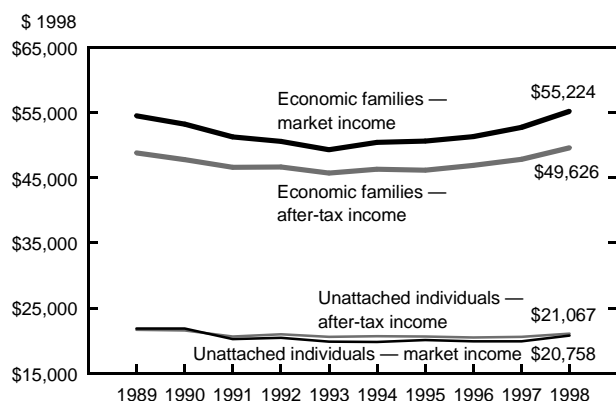 $ 1998
$65,000
$55,000
$45,000
$35,000
$25,000
$15,000
Economic families —
market income
$55,224
Economic families —
after-tax income
$49,626
Unattached individuals —
after-tax income
$21,067
Unattached individuals — market income
$20,758
1989 1990 1991 1992 1993 1994 1995 1996 1997 1998